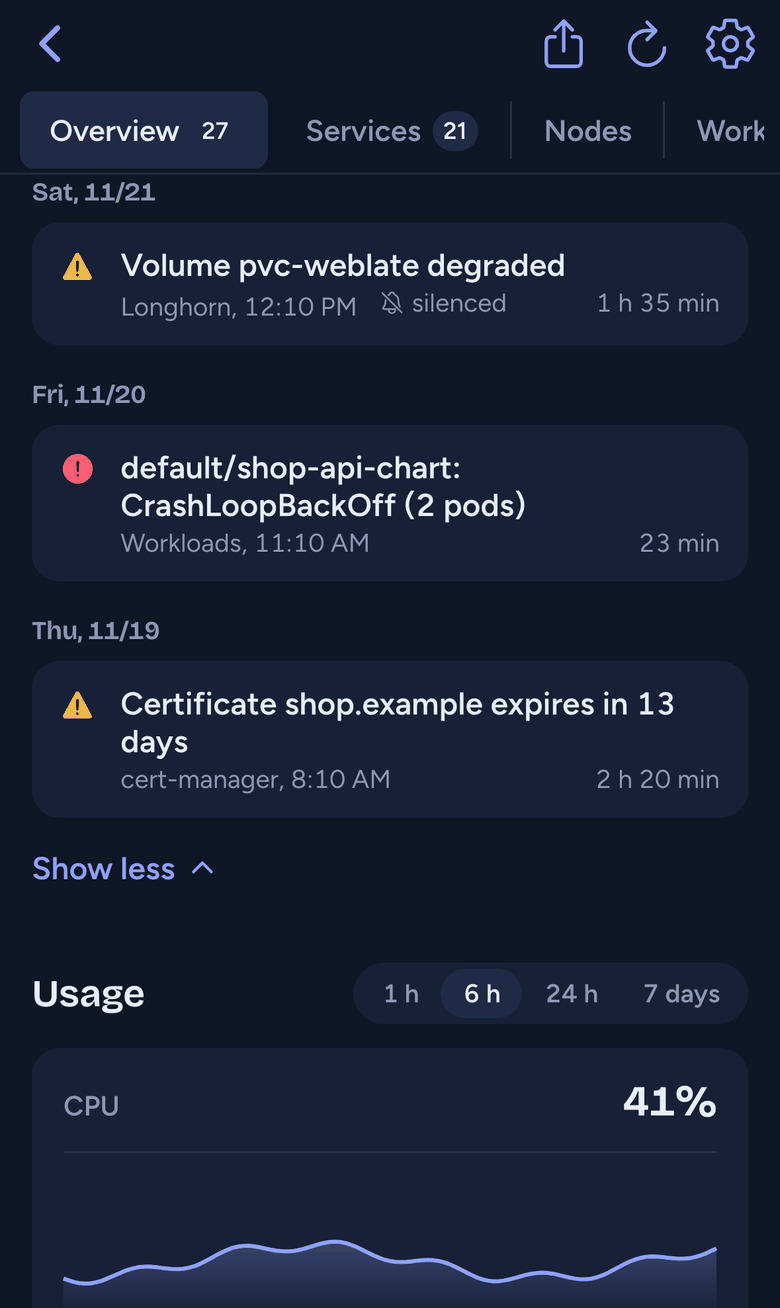 Overview 27 Services 21 Nodes Work
Sat, 11/21
Volume pvc-weblate degraded
Longhorn, 12:10 PM silenced 1 h 35 min
Fri, 11/20
default/shop-api-chart:
CrashLoopBackOff (2 pods)
Workloads, 11:10 AM 23 min
Thu, 11/19
Certificate shop.example expires in 13
days
cert-manager, 8:10 AM 2 h 20 min
Show less
Usage 1 h 6 h 24 h 7 days
CPU 41%